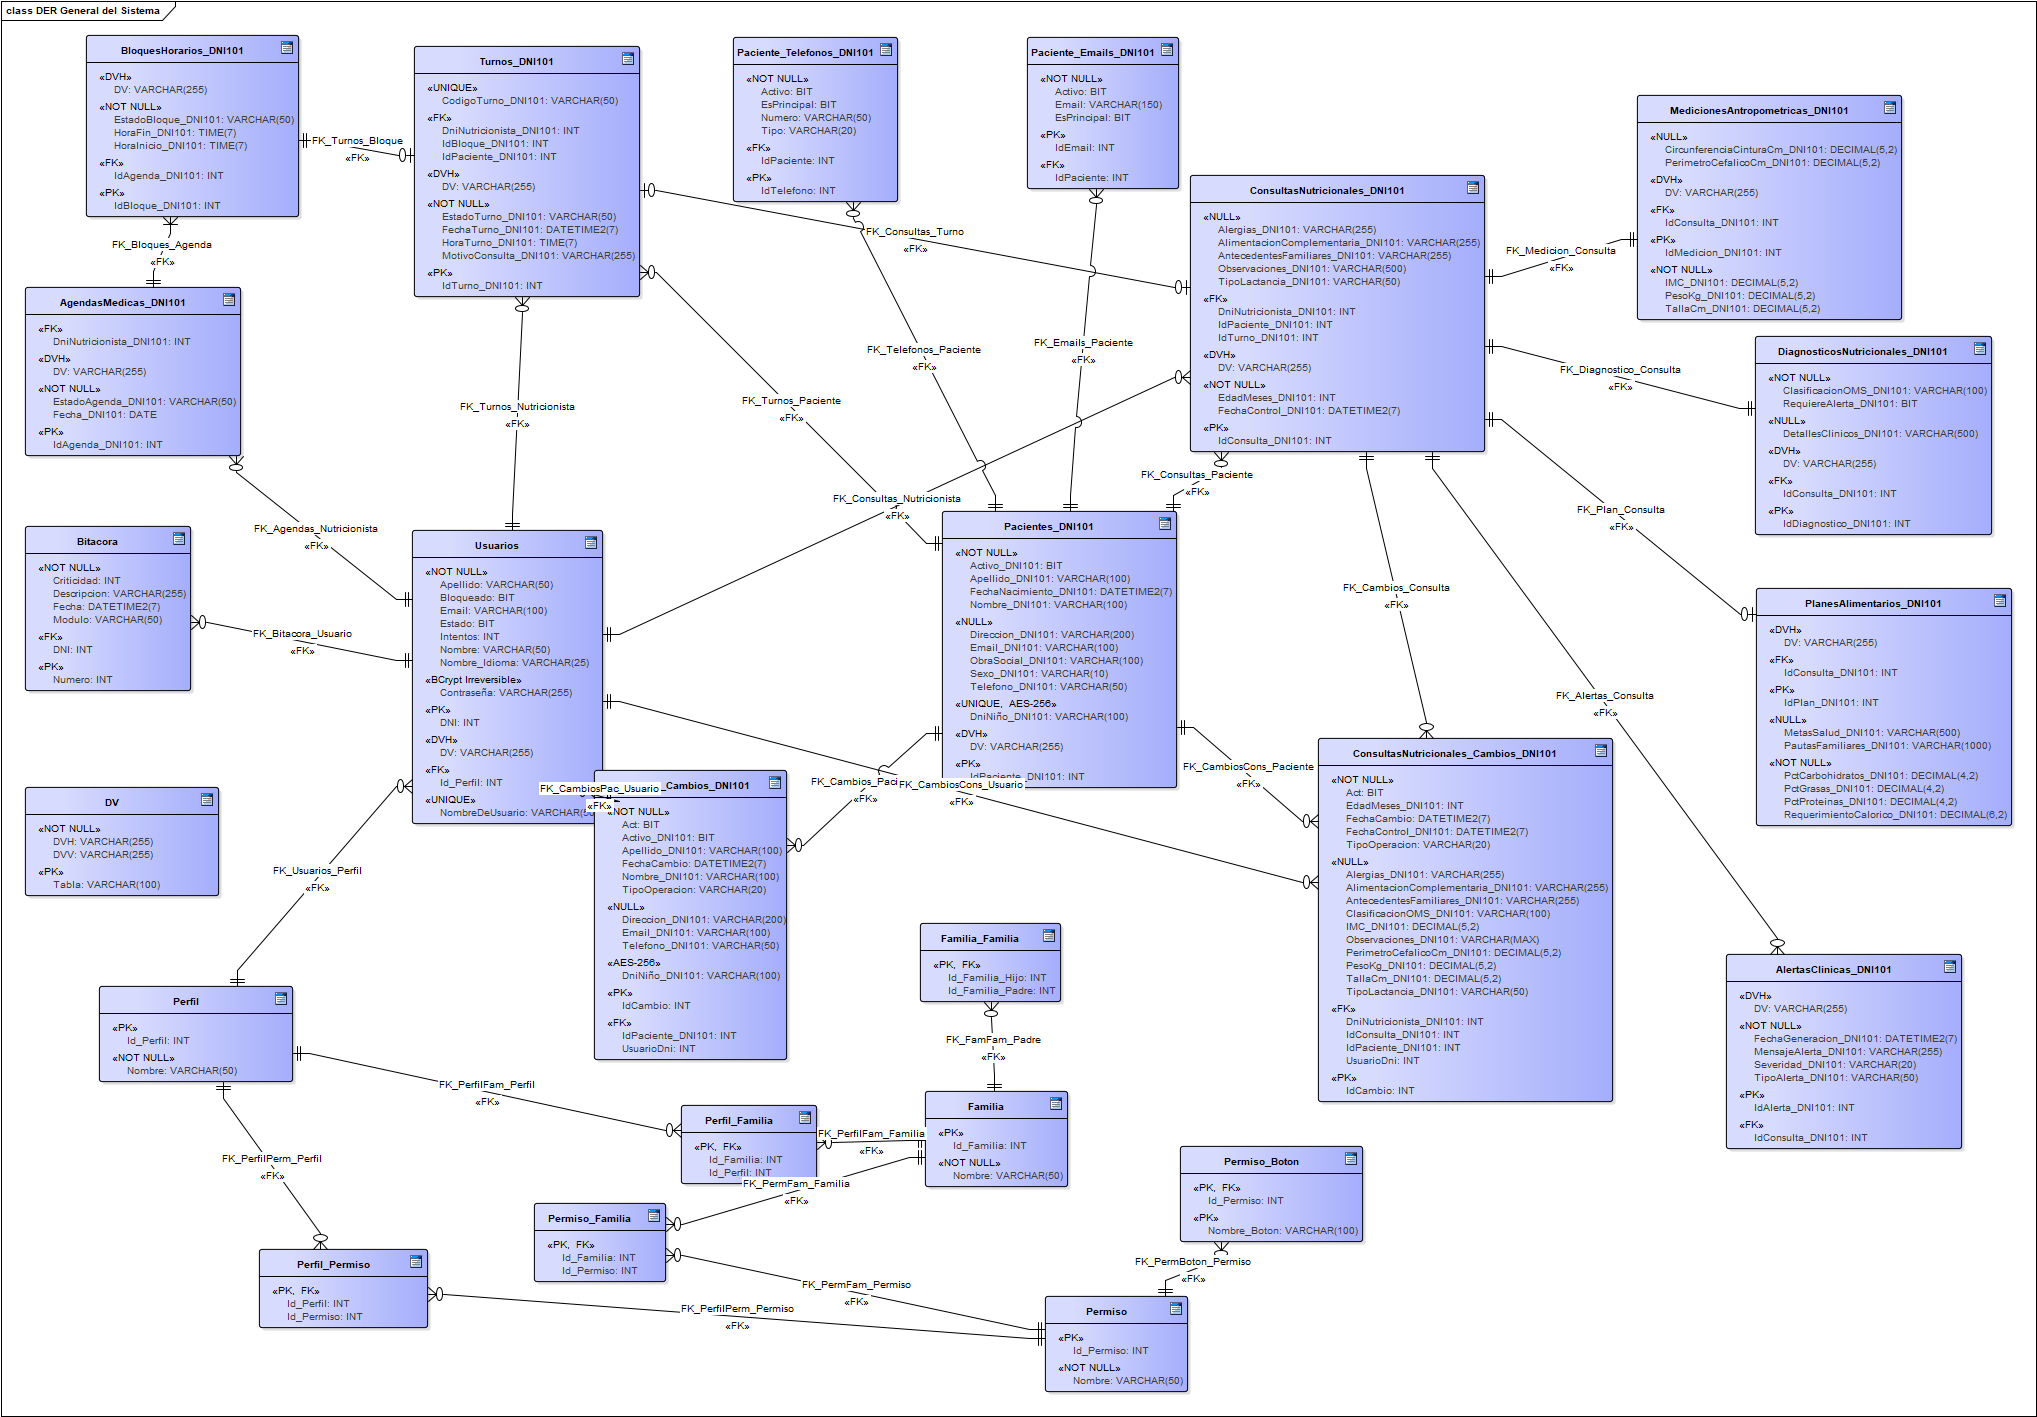 class DER General del Sistema
BloquesHorarios_DNI101
«DVH»
DV: VARCHAR(255)
«NOT NULL»
EstadoBloque_DNI101: VARCHAR(50)
HoraFin_DNI101: TIME(7)
HoraInicio_DNI101: TIME(7)
«FK»
IdAgenda_DNI101: INT
«PK»
IdBloque_DNI101: INT
FK_Turnos_Bloque
«FK»
Turnos_DNI101
«UNIQUE»
CodigoTurno_DNI101: VARCHAR(50)
«FK»
DniNutricionista_DNI101: INT
IdBloque_DNI101: INT
IdPaciente_DNI101: INT
«DVH»
DV: VARCHAR(255)
«NOT NULL»
EstadoTurno_DNI101: VARCHAR(50)
FechaTurno_DNI101: DATETIME2(7)
HoraTurno_DNI101: TIME(7)
MotivoConsulta_DNI101: VARCHAR(255)
«PK»
IdTurno_DNI101: INT
Paciente_Telefonos_DNI101
«NOT NULL»
Activo: BIT
EsPrincipal: BIT
Numero: VARCHAR(50)
Tipo: VARCHAR(20)
«FK»
IdPaciente: INT
«PK»
IdTelefono: INT
Paciente_Emails_DNI101
«NOT NULL»
Activo: BIT
Email: VARCHAR(150)
EsPrincipal: BIT
«PK»
IdEmail: INT
«FK»
IdPaciente: INT
ConsultasNutricionales_DNI101
«NULL»
Alergias_DNI101: VARCHAR(255)
AlimentacionComplementaria_DNI101: VARCHAR(255)
AntecedentesFamiliares_DNI101: VARCHAR(255)
Observaciones_DNI101: VARCHAR(500)
TipoLactancia_DNI101: VARCHAR(50)
«FK»
DniNutricionista_DNI101: INT
IdPaciente_DNI101: INT
IdTurno_DNI101: INT
«DVH»
DV: VARCHAR(255)
«NOT NULL»
EdadMeses_DNI101: INT
FechaControl_DNI101: DATETIME2(7)
«PK»
IdConsulta_DNI101: INT
MedicionesAntropometricas_DNI101
«NULL»
CircunferenciaCinturaCm_DNI101: DECIMAL(5,2)
PerimetroCefalicoCm_DNI101: DECIMAL(5,2)
«DVH»
DV: VARCHAR(255)
«FK»
IdConsulta_DNI101: INT
«PK»
IdMedicion_DNI101: INT
«NOT NULL»
IMC_DNI101: DECIMAL(5,2)
PesoKg_DNI101: DECIMAL(5,2)
TallaCm_DNI101: DECIMAL(5,2)
FK_Consultas_Turno
«FK»
FK_Medicion_Consulta
«FK»
FK_Bloques_Agenda
«FK»
AgendasMedicas_DNI101
«FK»
DniNutricionista_DNI101: INT
«DVH»
DV: VARCHAR(255)
«NOT NULL»
EstadoAgenda_DNI101: VARCHAR(50)
Fecha_DNI101: DATE
«PK»
IdAgenda_DNI101: INT
FK_Turnos_Nutricionista
«FK»
FK_Turnos_Paciente
«FK»
FK_Telefonos_Paciente
«FK»
FK_Emails_Paciente
«FK»
DiagnosticosNutricionales_DNI101
«NOT NULL»
ClasificacionOMS_DNI101: VARCHAR(100)
RequiereAlerta_DNI101: BIT
«NULL»
DetallesClinicos_DNI101: VARCHAR(500)
«DVH»
DV: VARCHAR(255)
«FK»
IdConsulta_DNI101: INT
«PK»
IdDiagnostico_DNI101: INT
FK_Diagnostico_Consulta
«FK»
FK_Consultas_Paciente
«FK»
FK_Consultas_Nutricionista
«FK»
FK_Plan_Consulta
«FK»
FK_Agendas_Nutricionista
«FK»
Bitacora
«NOT NULL»
Criticidad: INT
Descripcion: VARCHAR(255)
Fecha: DATETIME2(7)
Modulo: VARCHAR(50)
«FK»
DNI: INT
«PK»
Numero: INT
FK_Bitacora_Usuario
«FK»
Usuarios
«NOT NULL»
Apellido: VARCHAR(50)
Bloqueado: BIT
Email: VARCHAR(100)
Estado: BIT
Intentos: INT
Nombre: VARCHAR(50)
Nombre_Idioma: VARCHAR(25)
«BCrypt Irreversible»
Contraseña: VARCHAR(255)
«PK»
DNI: INT
«DVH»
DV: VARCHAR(255)
«FK»
Id_Perfil: INT
«UNIQUE»
NombreDeUsuario: VARCHAR(50
Pacientes_DNI101
«NOT NULL»
Activo_DNI101: BIT
Apellido_DNI101: VARCHAR(100)
FechaNacimiento_DNI101: DATETIME2(7)
Nombre_DNI101: VARCHAR(100)
«NULL»
Direccion_DNI101: VARCHAR(200)
Email_DNI101: VARCHAR(100)
ObraSocial_DNI101: VARCHAR(100)
Sexo_DNI101: VARCHAR(10)
Telefono_DNI101: VARCHAR(50)
«UNIQUE, AES-256»
DniNiño_DNI101: VARCHAR(100)
«DVH»
DV: VARCHAR(255)
«PK»
IdPaciente_DNI101: INT
FK_Cambios_Consulta
«FK»
FK_Alertas_Consulta
«FK»
PlanesAlimentarios_DNI101
«DVH»
DV: VARCHAR(255)
«FK»
IdConsulta_DNI101: INT
«PK»
IdPlan_DNI101: INT
«NULL»
MetasSalud_DNI101: VARCHAR(500)
PautasFamiliares_DNI101: VARCHAR(1000)
«NOT NULL»
PctCarbohidratos_DNI101: DECIMAL(4,2)
PctGrasas_DNI101: DECIMAL(4,2)
PctProteinas_DNI101: DECIMAL(4,2)
RequerimientoCalorico_DNI101: DECIMAL(6,2)
DV
«NOT NULL»
DVH: VARCHAR(255)
DVV: VARCHAR(255)
«PK»
Tabla: VARCHAR(100)
FK_CambiosPac_Usuario
«FK»
_Cambios_DNI101
«NOT NULL»
Act: BIT
Activo_DNI101: BIT
Apellido_DNI101: VARCHAR(100)
FechaCambio: DATETIME2(7)
Nombre_DNI101: VARCHAR(100)
TipoOperacion: VARCHAR(20)
«NULL»
Direccion_DNI101: VARCHAR(200)
Email_DNI101: VARCHAR(100)
Telefono_DNI101: VARCHAR(50)
«AES-256»
DniNiño_DNI101: VARCHAR(100)
«PK»
IdCambio: INT
«FK»
IdPaciente_DNI101: INT
UsuarioDni: INT
FK_Cambios_Paci
«FK»
FK_CambiosCons_Usuario
«FK»
FK_CambiosCons_Paciente
«FK»
ConsultasNutricionales_Cambios_DNI101
«NOT NULL»
Act: BIT
EdadMeses_DNI101: INT
FechaCambio: DATETIME2(7)
FechaControl_DNI101: DATETIME2(7)
TipoOperacion: VARCHAR(20)
«NULL»
Alergias_DNI101: VARCHAR(255)
AlimentacionComplementaria_DNI101: VARCHAR(255)
AntecedentesFamiliares_DNI101: VARCHAR(255)
ClasificacionOMS_DNI101: VARCHAR(100)
IMC_DNI101: DECIMAL(5,2)
Observaciones_DNI101: VARCHAR(MAX)
PerimetroCefalicoCm_DNI101: DECIMAL(5,2)
PesoKg_DNI101: DECIMAL(5,2)
TallaCm_DNI101: DECIMAL(5,2)
TipoLactancia_DNI101: VARCHAR(50)
«FK»
DniNutricionista_DNI101: INT
IdConsulta_DNI101: INT
IdPaciente_DNI101: INT
UsuarioDni: INT
«PK»
IdCambio: INT
FK_Usuarios_Perfil
«FK»
Familia_Familia
«PK, FK»
Id_Familia_Hijo: INT
Id_Familia_Padre: INT
FK_FamFam_Padre
«FK»
AlertasClinicas_DNI101
«DVH»
DV: VARCHAR(255)
«NOT NULL»
FechaGeneracion_DNI101: DATETIME2(7)
MensajeAlerta_DNI101: VARCHAR(255)
Severidad_DNI101: VARCHAR(20)
TipoAlerta_DNI101: VARCHAR(50)
«PK»
IdAlerta_DNI101: INT
«FK»
IdConsulta_DNI101: INT
Perfil
«PK»
Id_Perfil: INT
«NOT NULL»
Nombre: VARCHAR(50)
FK_PerfilFam_Perfil
«FK»
Perfil_Familia
«PK, FK»
Id_Familia: INT
Id_Perfil: INT
FK_PerfilFam_Familia
«FK»
Familia
«PK»
Id_Familia: INT
«NOT NULL»
Nombre: VARCHAR(50)
FK_PerfilPerm_Perfil
«FK»
FK_PermFam_Familia
«FK»
Permiso_Boton
«PK, FK»
Id_Permiso: INT
«PK»
Nombre_Boton: VARCHAR(100)
Permiso_Familia
«PK, FK»
Id_Familia: INT
Id_Permiso: INT
FK_PermBoton_Permiso
«FK»
Perfil_Permiso
«PK, FK»
Id_Perfil: INT
Id_Permiso: INT
FK_PermFam_Permiso
«FK»
FK_PerfilPerm_Permiso
«FK»
Permiso
«PK»
Id_Permiso: INT
«NOT NULL»
Nombre: VARCHAR(50)